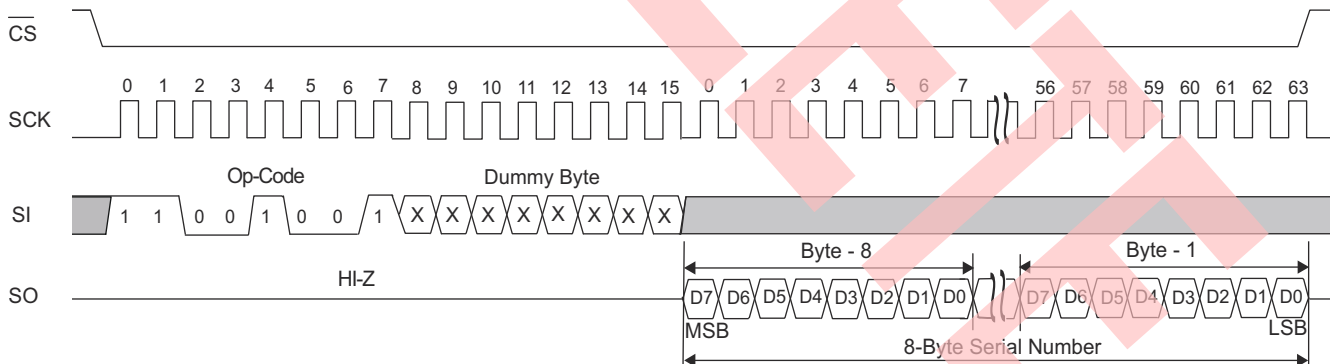 CS
0 1 2 3 4 5 6 7 8 9 10 11 12 13 14 15 0 1 2 3 4 5 6 7 56 57 58 59 60 61 62 63
SCK
Op-Code Dummy Byte
SI 1 1 0 0 1 0 0 1 X X X X X X X X
Byte - 8 Byte - 1
HI-Z
SO D7 D6 D5 D4 D3 D2 D1 D0 D7 D6 D5 D4 D3 D2 D1 D0
MSB LSB
8-Byte Serial Number